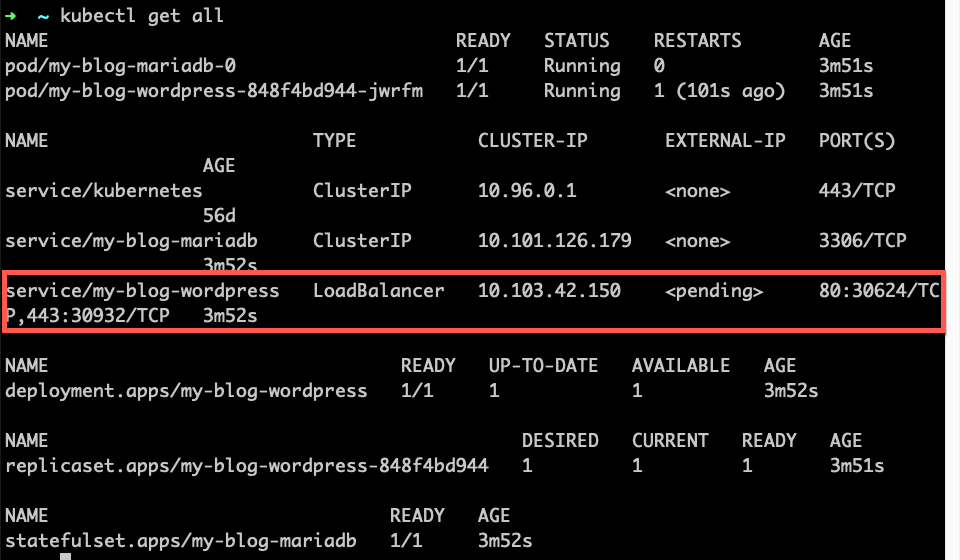 ➜  ~ kubectl get all
NAME                                     READY   STATUS    RESTARTS       AGE
pod/my-blog-mariadb-0                    1/1     Running   0              3m51s
pod/my-blog-wordpress-848f4bd944-jwrfm   1/1     Running   1 (101s ago)   3m51s
NAME                        TYPE           CLUSTER-IP       EXTERNAL-IP   PORT(S)
                  AGE
service/kubernetes          ClusterIP      10.96.0.1        <none>        443/TCP
                  56d
service/my-blog-mariadb     ClusterIP      10.101.126.179   <none>        3306/TCP
                  3m52s
service/my-blog-wordpress   LoadBalancer   10.103.42.150    <pending>     80:30624/TC
P,443:30932/TCP   3m52s
NAME                                READY   UP-TO-DATE   AVAILABLE   AGE
deployment.apps/my-blog-wordpress   1/1     1            1           3m52s
NAME                                           DESIRED   CURRENT   READY   AGE
replicaset.apps/my-blog-wordpress-848f4bd944   1         1         1       3m51s
NAME                               READY   AGE
statefulset.apps/my-blog-mariadb   1/1     3m52s